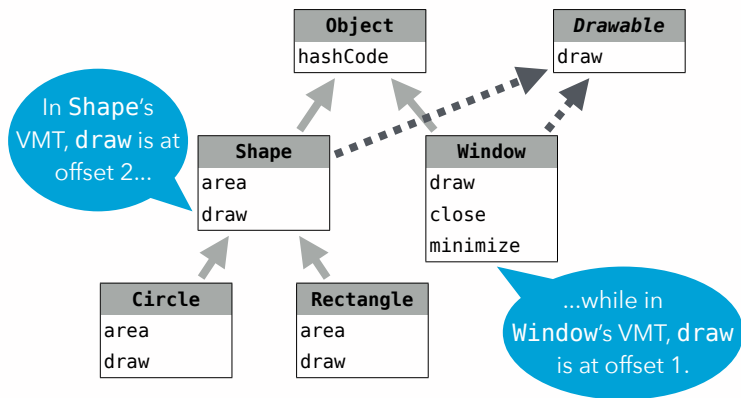 Object
hashCode
Drawable
draw
In Shape's
VMT, draw is at
offset 2...
Shape
area
draw
Window
draw
close
minimize
Circle
area
draw
Rectangle
area
draw
...while in
Window's VMT, draw
is at offset 1.